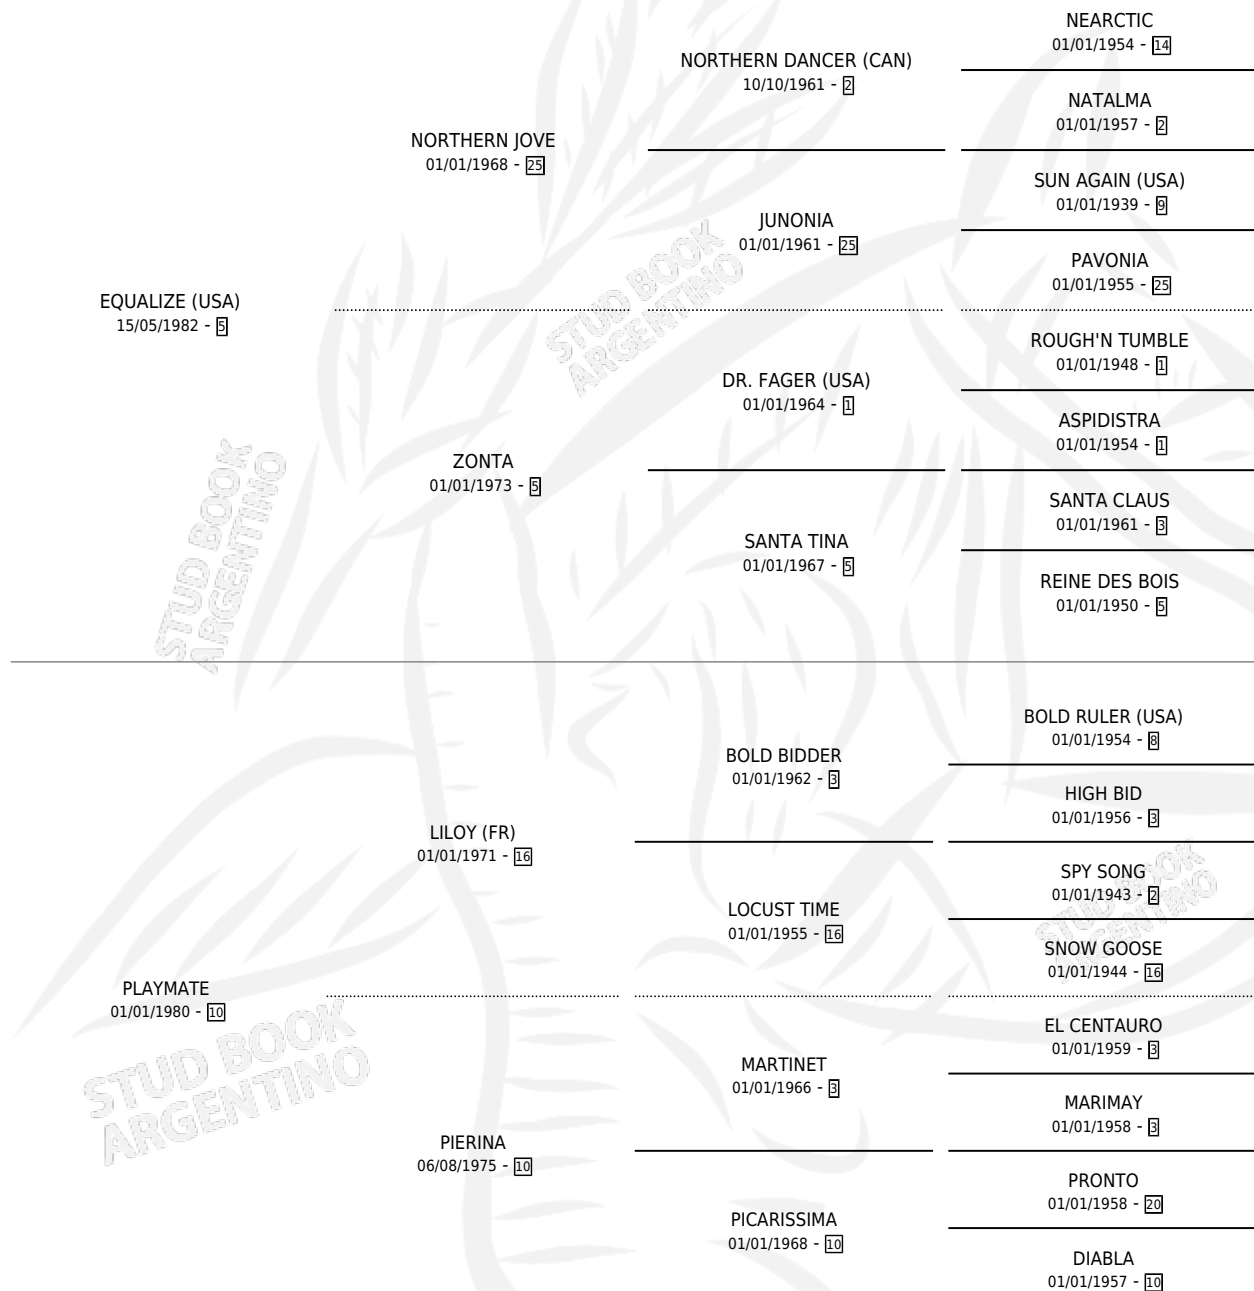 NEARCTIC
01/01/1954 - 14
NORTHERN DANCER (CAN)
10/10/1961 - 2
NATALMA
01/01/1957 - 2
NORTHERN JOVE
01/01/1968 - 25
SUN AGAIN (USA)
01/01/1939 - 9
JUNONIA
01/01/1961 - 25
PAVONIA
01/01/1955 - 25
EQUALIZE (USA)
15/05/1982 - 5
STUD BOOK
ARGENTINO
ROUGH'N TUMBLE
01/01/1948 - 1
DR. FAGER (USA)
01/01/1964 - 1
ASPIDISTRA
01/01/1954 - 1
ZONTA
01/01/1973 - 5
SANTA CLAUS
01/01/1961 - 3
SANTA TINA
01/01/1967 - 5
REINE DES BOIS
01/01/1950 - 5
STUD BOOK
ARGENTINO
BOLD RULER (USA)
01/01/1954 - 8
BOLD BIDDER
01/01/1962 - 3
HIGH BID
01/01/1956 - 3
LILOY (FR)
01/01/1971 - 16
SPY SONG
01/01/1943 - 2
LOCUST TIME
01/01/1955 - 16
SNOW GOOSE
01/01/1944 - 16
STUD BOOK
ARGENTINO
PLAYMATE
01/01/1980 - 10
EL CENTAURO
01/01/1959 - 3
MARTINET
01/01/1966 - 3
MARIMAY
01/01/1958 - 3
STUD BOOK
ARGENTINO
PIERINA
06/08/1975 - 10
PRONTO
01/01/1958 - 20
PICARISSIMA
01/01/1968 - 10
DIABLA
01/01/1957 - 10